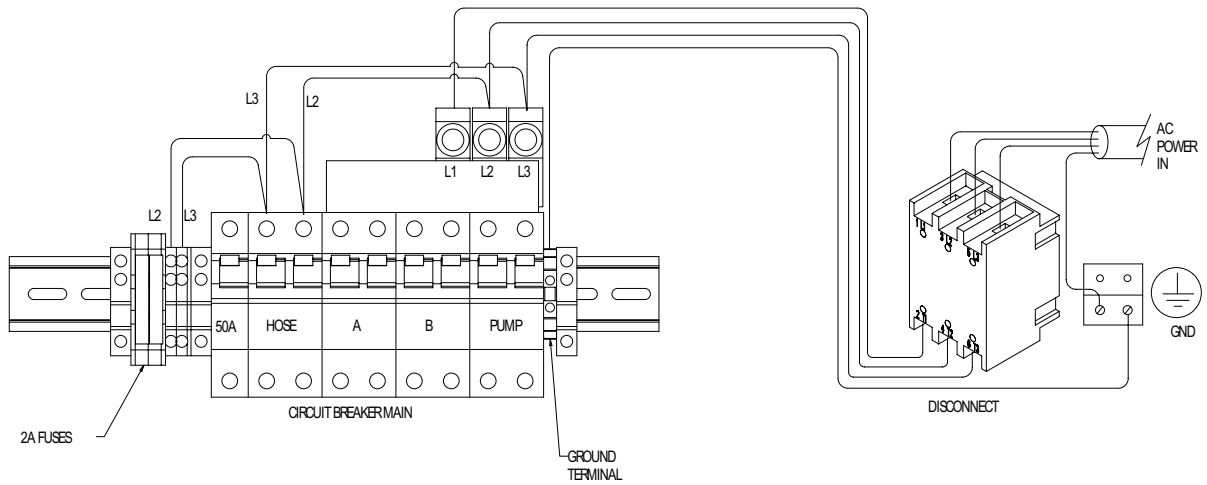 L3
L2
AC
POWER
IN
L1
L2
L3
L2
L3
50A
HOSE
A
B
PUMP
GND
CIRCUIT BREAKER MAIN
DISCONNECT
2A FUSES
GROUND
TERMINAL